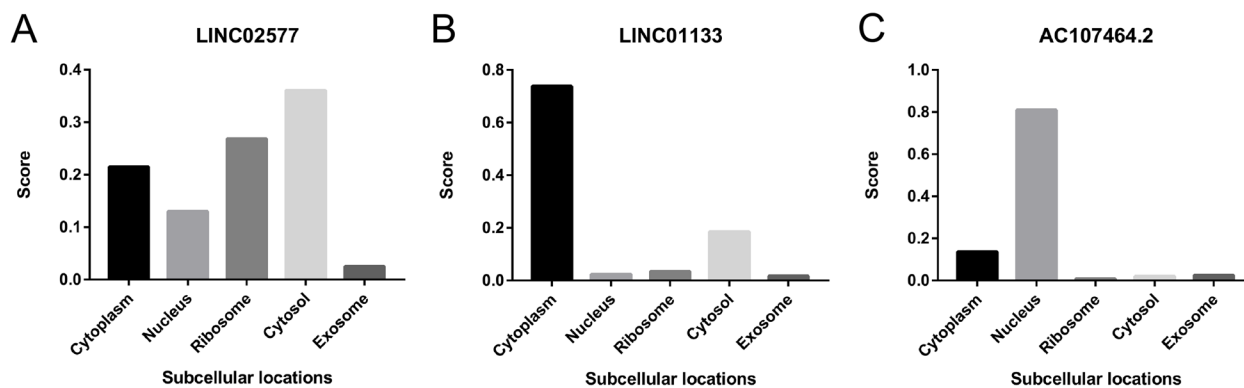 A
LINC02577
Score
0.4
0.3
0.2
0.1
0.0
Cytoplasm
Nucleus
Ribosome
Cytosol
Exosome
Subcellular locations
B
LINC01133
Score
0.8
0.6
0.4
0.2
0.0
Cytoplasm
Nucleus
Ribosome
Cytosol
Exosome
Subcellular locations
C
AC107464.2
Score
1.0
0.8
0.6
0.4
0.2
0.0
Cytoplasm
Nucleus
Ribosome
Cytosol
Exosome
Subcellular locations